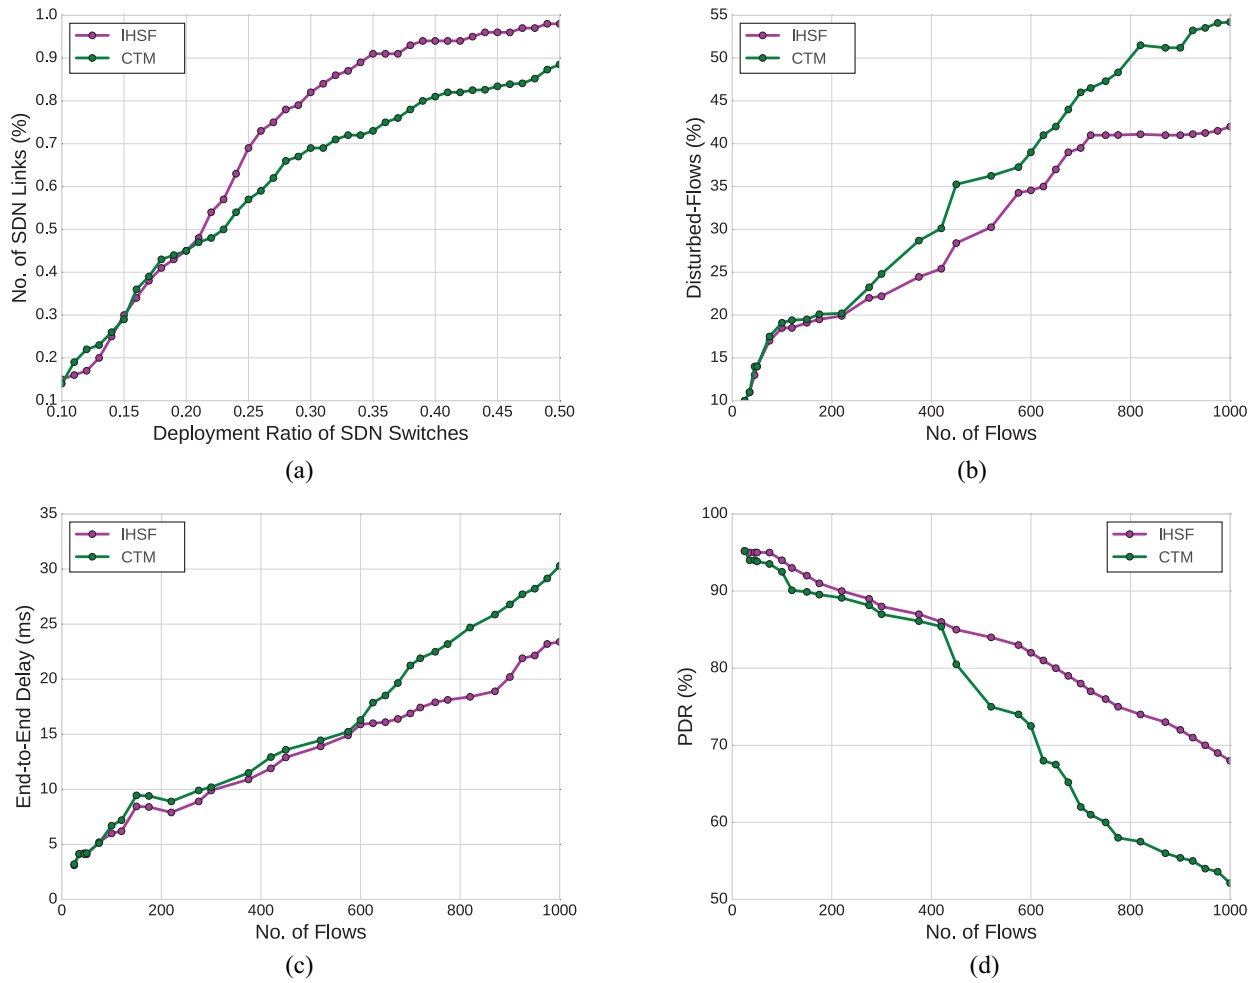 1.0
0.9
0.8
0.7
0.6
0.5
0.4
0.3
0.2
0.1
No. of SDN Links (%)
IHSF
CTM
0.10 0.15 0.20 0.25 0.30 0.35 0.40 0.45 0.50
Deployment Ratio of SDN Switches
(a)
55
50
45
40
35
30
25
20
15
10
Disturbed-Flows (%)
IHSF
CTM
0 200 400 600 800 1000
No. of Flows
(b)
35
30
25
20
15
10
5
0
End-to-End Delay (ms)
IHSF
CTM
0 200 400 600 800 1000
No. of Flows
(c)
100
90
80
70
60
50
PDR (%)
IHSF
CTM
0 200 400 600 800 1000
No. of Flows
(d)